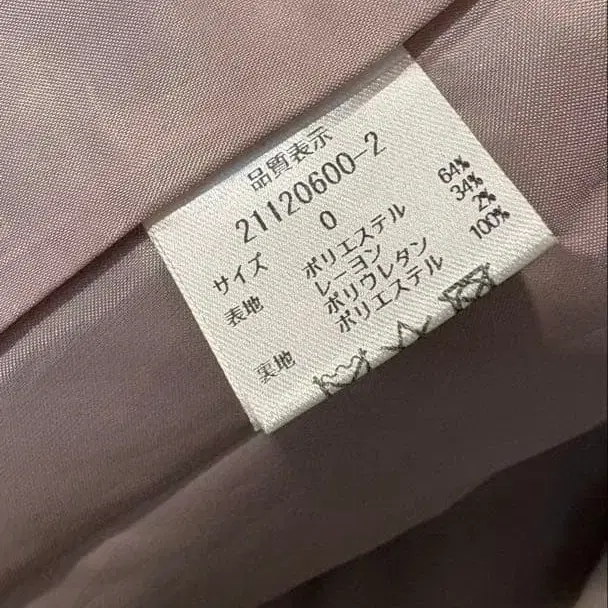 品質表示
21120600-2
サイズ 0
表地 ポリエステル 64%
レーヨン 34%
ポリウレタン 2%
裏地 ポリエステル 100%